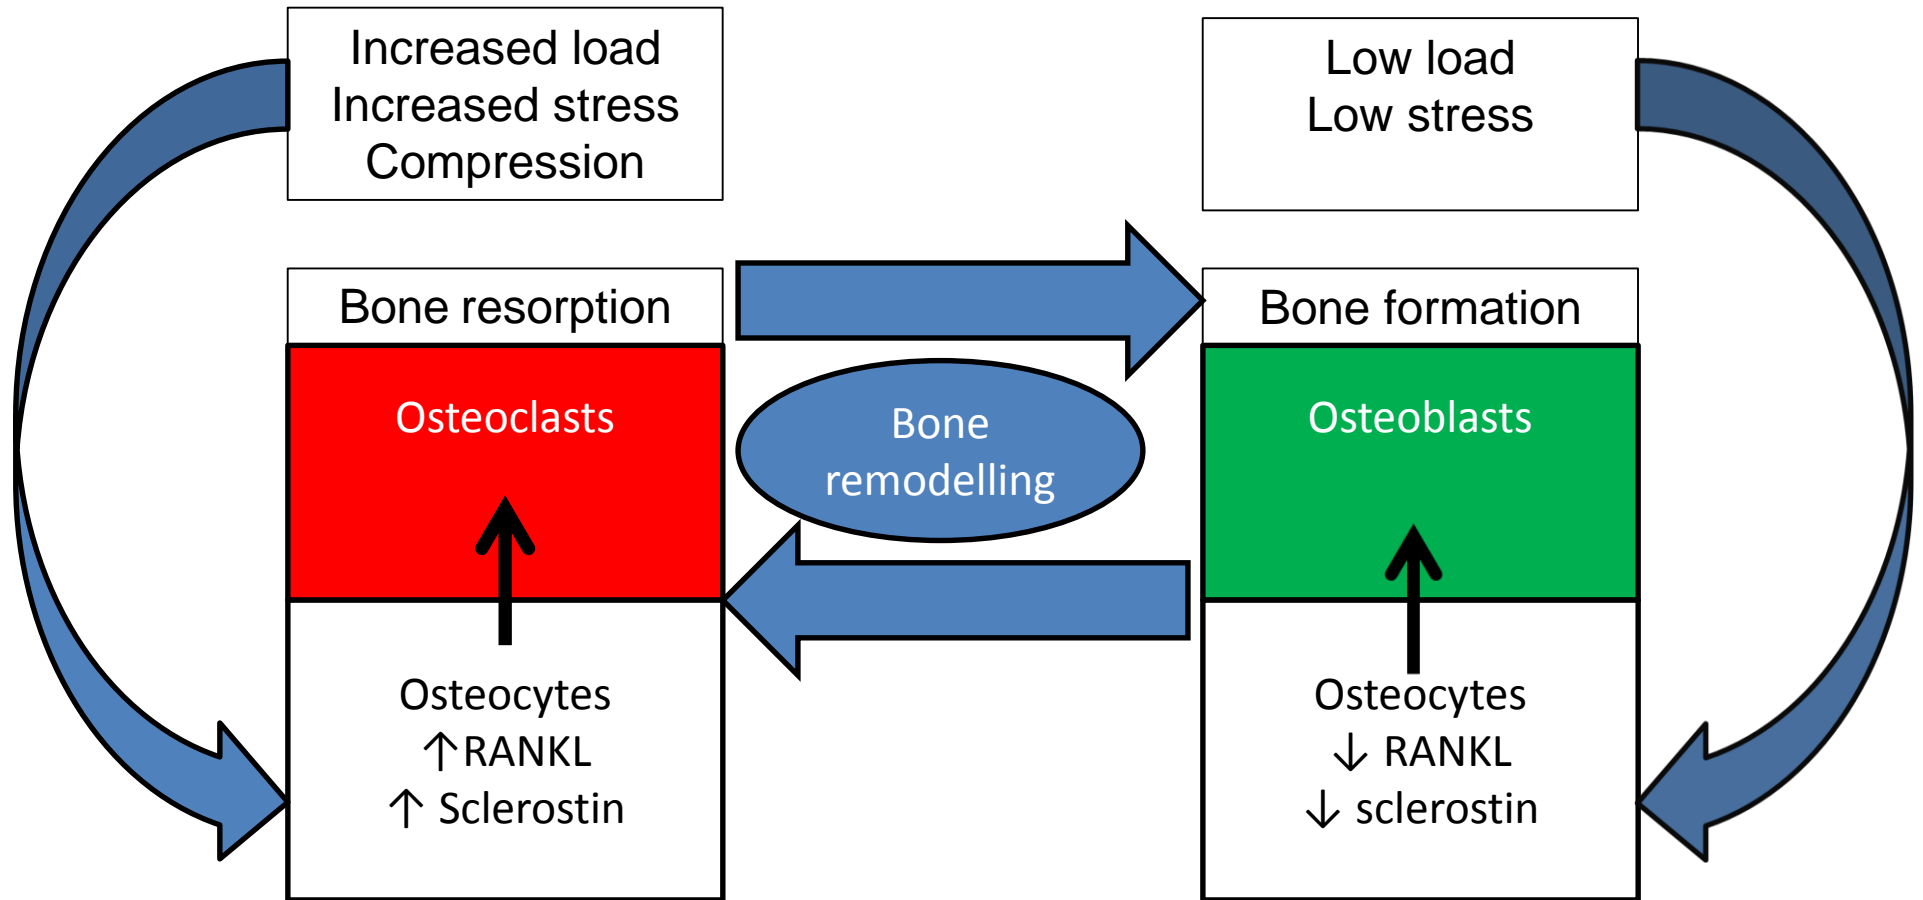 Increased load
Increased stress
Compression
Low load
Low stress
Bone resorption
Bone formation
Osteoclasts
Bone
remodelling
Osteoblasts
Osteocytes
↑RANKL
↑ Sclerostin
Osteocytes
↓ RANKL
↓ sclerostin